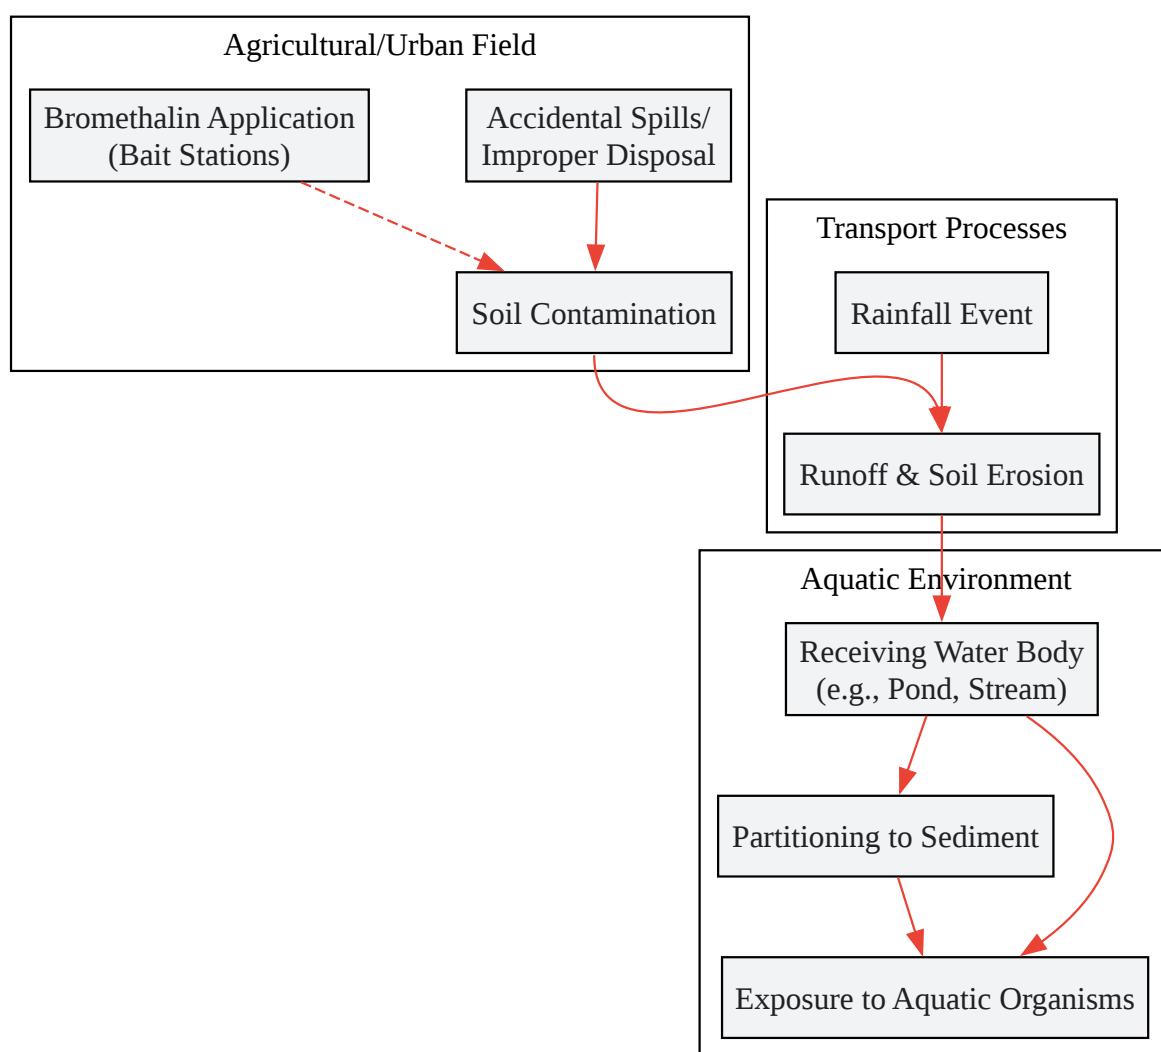 Agricultural/Urban Field
Bromethalin Application
(Bait Stations)
Accidental Spills/
Improper Disposal
Soil Contamination
Transport Processes
Rainfall Event
Runoff & Soil Erosion
Aquatic Environment
Receiving Water Body
(e.g., Pond, Stream)
Partitioning to Sediment
Exposure to Aquatic Organisms